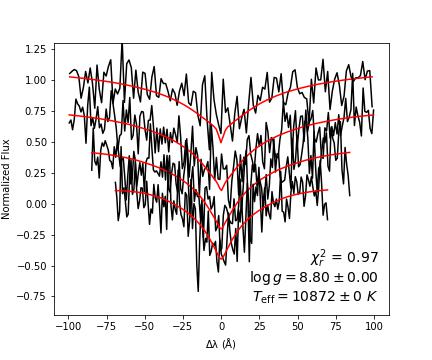 1.25
1.00
0.75
0.50
0.25
0.00
−0.25
−0.50
−0.75
Normalized Flux
χ²ᵣ = 0.97
log g = 8.80 ± 0.00
T_eff = 10872 ± 0 K
−100 −75 −50 −25 0 25 50 75 100
Δλ (Å)